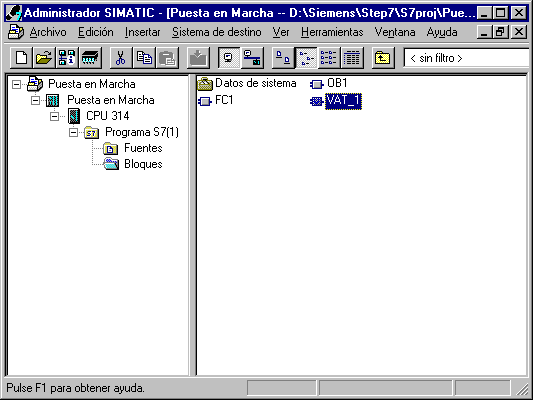 Administrador SIMATIC - [Puesta en Marcha -- D:\Siemens\Step7\S7proj\Pue...
Archivo Edición Insertar Sistema de destino Ver Herramientas Ventana Ayuda
< sin filtro >
Puesta en Marcha
Puesta en Marcha
CPU 314
S7 Programa S7(1)
Fuentes
Bloques
Datos de sistema OB1
FC1 VAT_1
Pulse F1 para obtener ayuda.